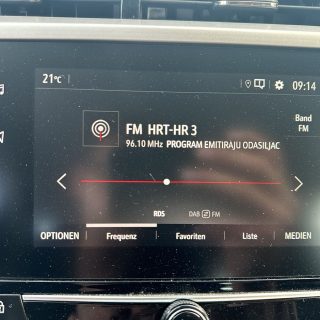 21°C
09:14
FM HRT-HR 3
96.10 MHz PROGRAM EMITIRAJU ODASILJAC
Band
FM
RDS DAB FM
OPTIONEN Frequenz Favoriten Liste MEDIEN